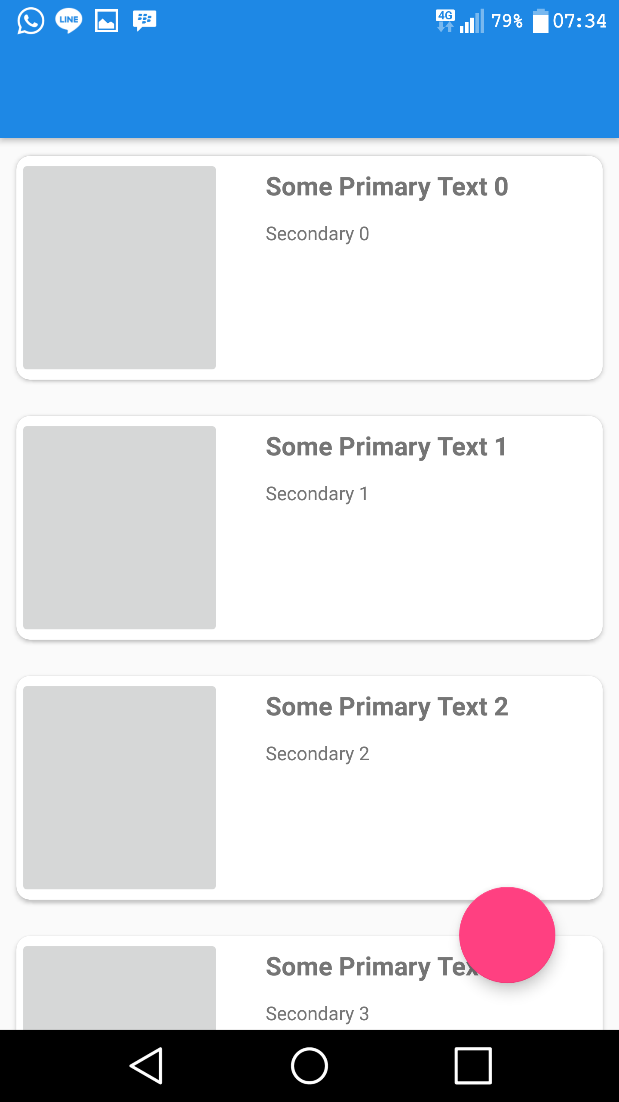 LINE
4G
79%
07:34
Some Primary Text 0
Secondary 0
Some Primary Text 1
Secondary 1
Some Primary Text 2
Secondary 2
Some Primary Tex
Secondary 3